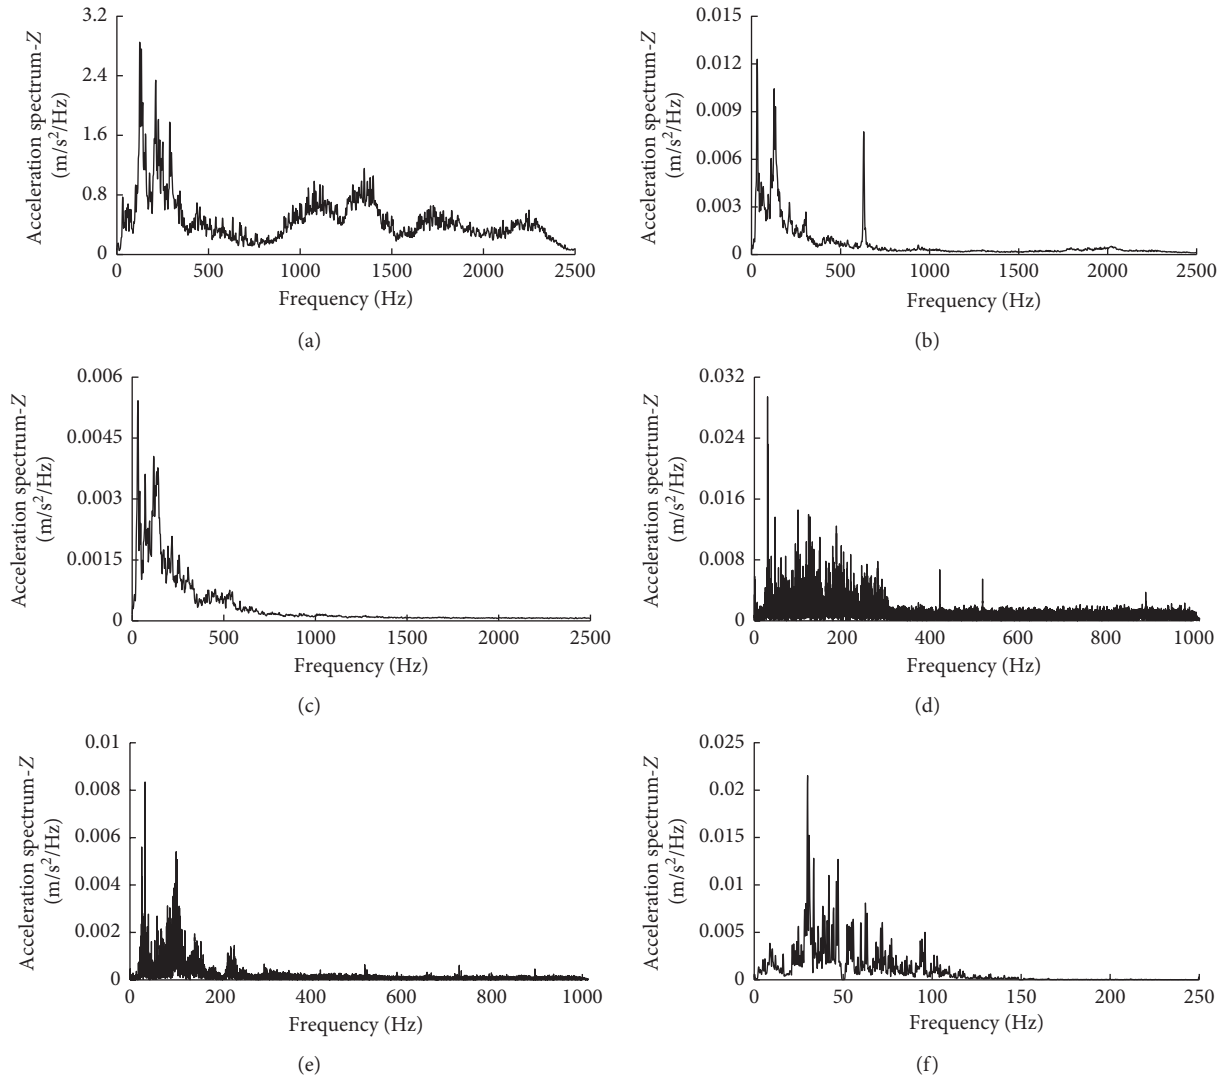 Acceleration spectrum-Z
(m/s²/Hz)
3.2
2.4
1.6
0.8
0
0 500 1000 1500 2000 2500
Frequency (Hz)
(a)
Acceleration spectrum-Z
(m/s²/Hz)
0.015
0.012
0.009
0.006
0.003
0
0 500 1000 1500 2000 2500
Frequency (Hz)
(b)
Acceleration spectrum-Z
(m/s²/Hz)
0.006
0.0045
0.003
0.0015
0
0 500 1000 1500 2000 2500
Frequency (Hz)
(c)
Acceleration spectrum-Z
(m/s²/Hz)
0.032
0.024
0.016
0.008
0
0 200 400 600 800 1000
Frequency (Hz)
(d)
Acceleration spectrum-Z
(m/s²/Hz)
0.01
0.008
0.006
0.004
0.002
0
0 200 400 600 800 1000
Frequency (Hz)
(e)
Acceleration spectrum-Z
(m/s²/Hz)
0.025
0.02
0.015
0.01
0.005
0
0 50 100 150 200 250
Frequency (Hz)
(f)